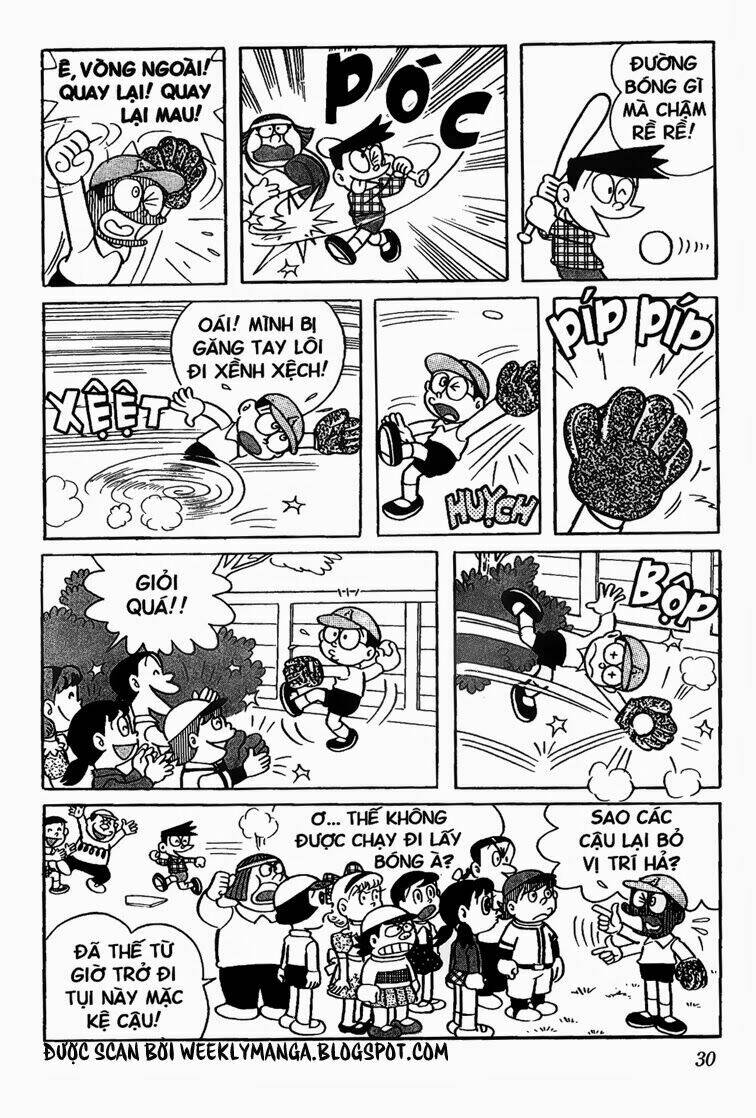 Ê, VÒNG NGOÀI!
QUAY LẠI! QUAY
LẠI MAU!
PÓC
ĐƯỜNG
BÓNG GÌ
MÀ CHẬM
RỀ RỀ!
XỆỆT
OÁI! MÌNH BỊ
GĂNG TAY LÔI
ĐI XỀNH XỆCH!
HUỴCH
PÍP PÍP
GIỎI
QUÁ!!
BỘP
Ơ... THẾ KHÔNG
ĐƯỢC CHẠY ĐI LẤY
BÓNG À?
SAO CÁC
CẬU LẠI BỎ
VỊ TRÍ HẢ?
ĐÃ THẾ TỪ
GIỜ TRỞ ĐI
TỤI NÀY MẶC
KỆ CẬU!
ĐƯỢC SCAN BỞI WEEKLYMANGA.BLOGSPOT.COM
30